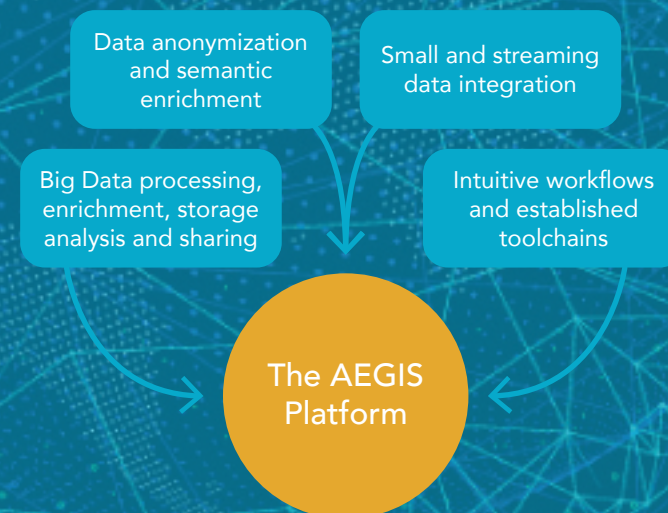 Data anonymization
and semantic
enrichment
Small and streaming
data integration
Big Data processing,
enrichment, storage
analysis and sharing
Intuitive workflows
and established
toolchains
The AEGIS
Platform